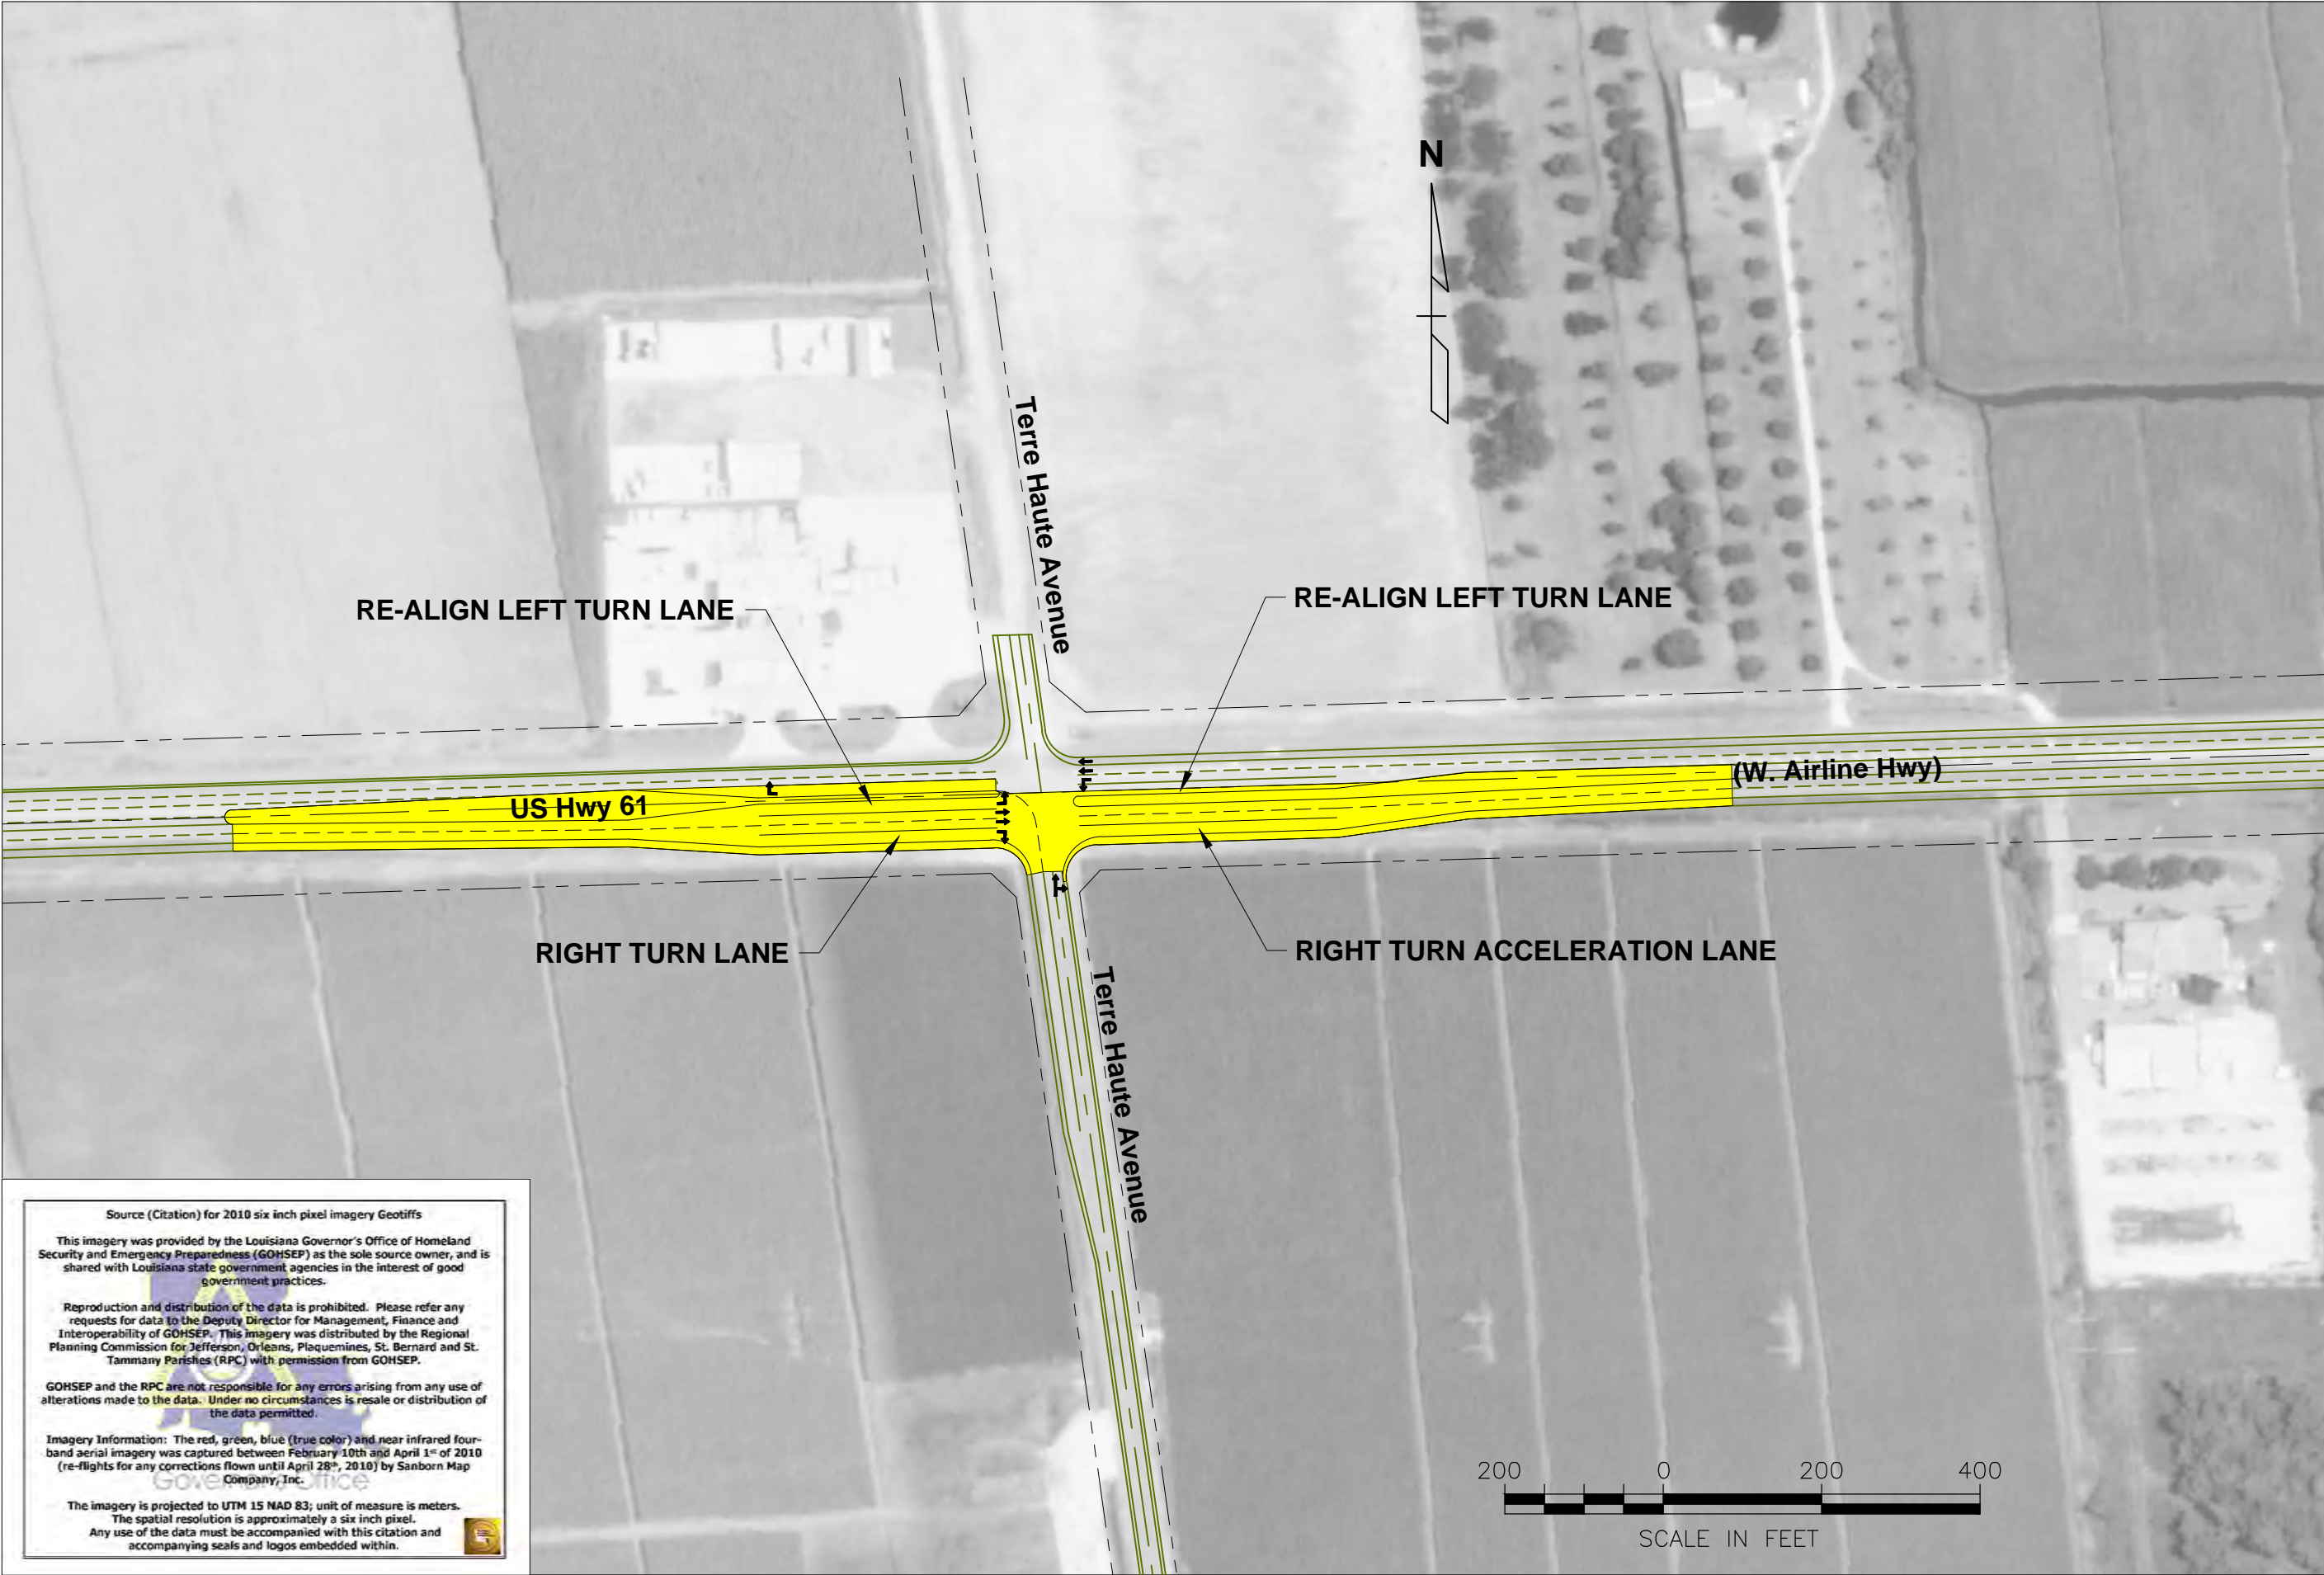 N
Terre Haute Avenue
RE-ALIGN LEFT TURN LANE
RE-ALIGN LEFT TURN LANE
US Hwy 61
(W. Airline Hwy)
RIGHT TURN LANE
RIGHT TURN ACCELERATION LANE
Terre Haute Avenue
Source (Citation) for 2010 six inch pixel imagery Geotiffs
This imagery was provided by the Louisiana Governor's Office of Homeland
Security and Emergency Preparedness (GOHSEP) as the sole source owner, and is
shared with Louisiana state government agencies in the interest of good
government practices.
Reproduction and distribution of the data is prohibited. Please refer any
requests for data to the Deputy Director for Management, Finance and
Interoperability of GOHSEP. This imagery was distributed by the Regional
Planning Commission for Jefferson, Orleans, Plaquemines, St. Bernard and St.
Tammany Parishes (RPC) with permission from GOHSEP.
GOHSEP and the RPC are not responsible for any errors arising from any use of
alterations made to the data. Under no circumstances is resale or distribution of
the data permitted.
Imagery Information: The red, green, blue (true color) and near infrared four-
band aerial imagery was captured between February 10th and April 1st of 2010
(re-flights for any corrections flown until April 28th, 2010) by Sanborn Map
Company, Inc.
The imagery is projected to UTM 15 NAD 83; unit of measure is meters.
The spatial resolution is approximately a six inch pixel.
Any use of the data must be accompanied with this citation and
accompanying seals and logos embedded within.
200 0 200 400
SCALE IN FEET